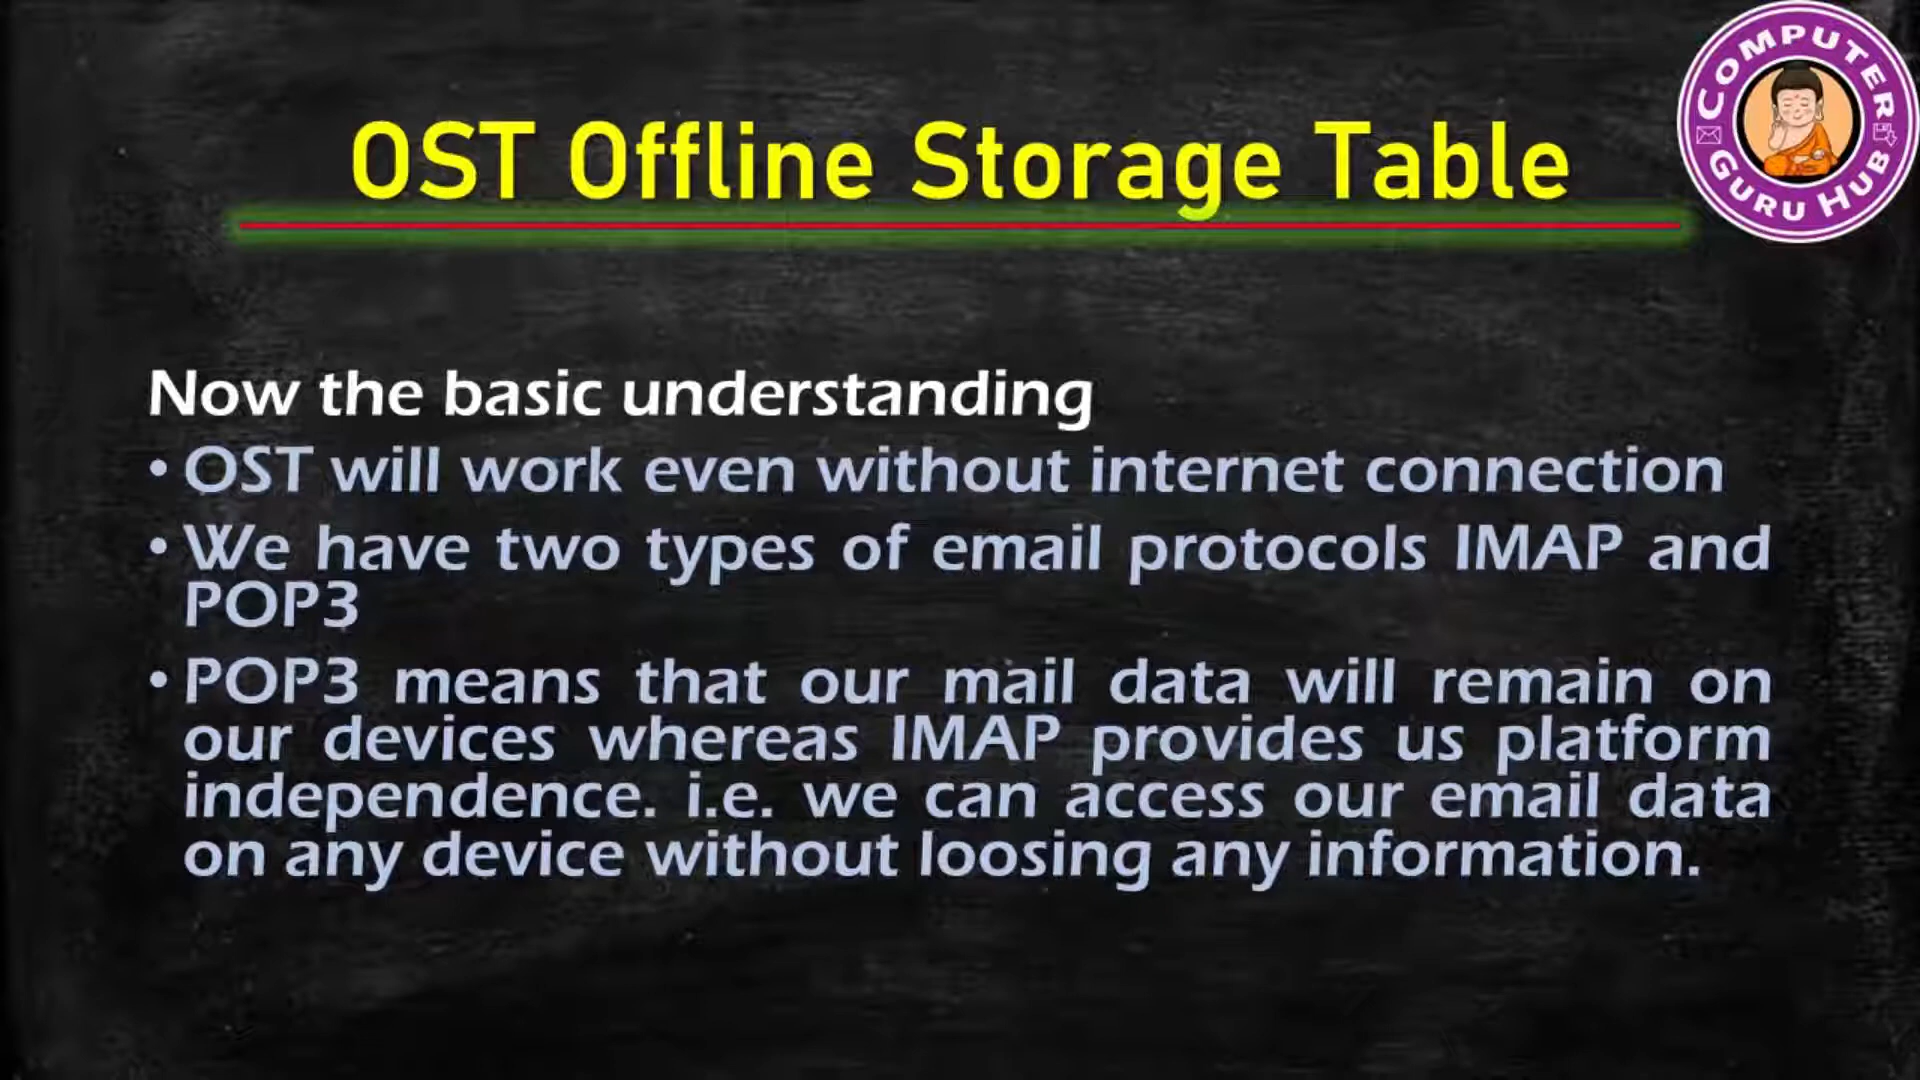 COMPUTER
GURU HUB
OST Offline Storage Table
Now the basic understanding
• OST will work even without internet connection
• We have two types of email protocols IMAP and
POP3
• POP3 means that our mail data will remain on
our devices whereas IMAP provides us platform
independence. i.e. we can access our email data
on any device without loosing any information.